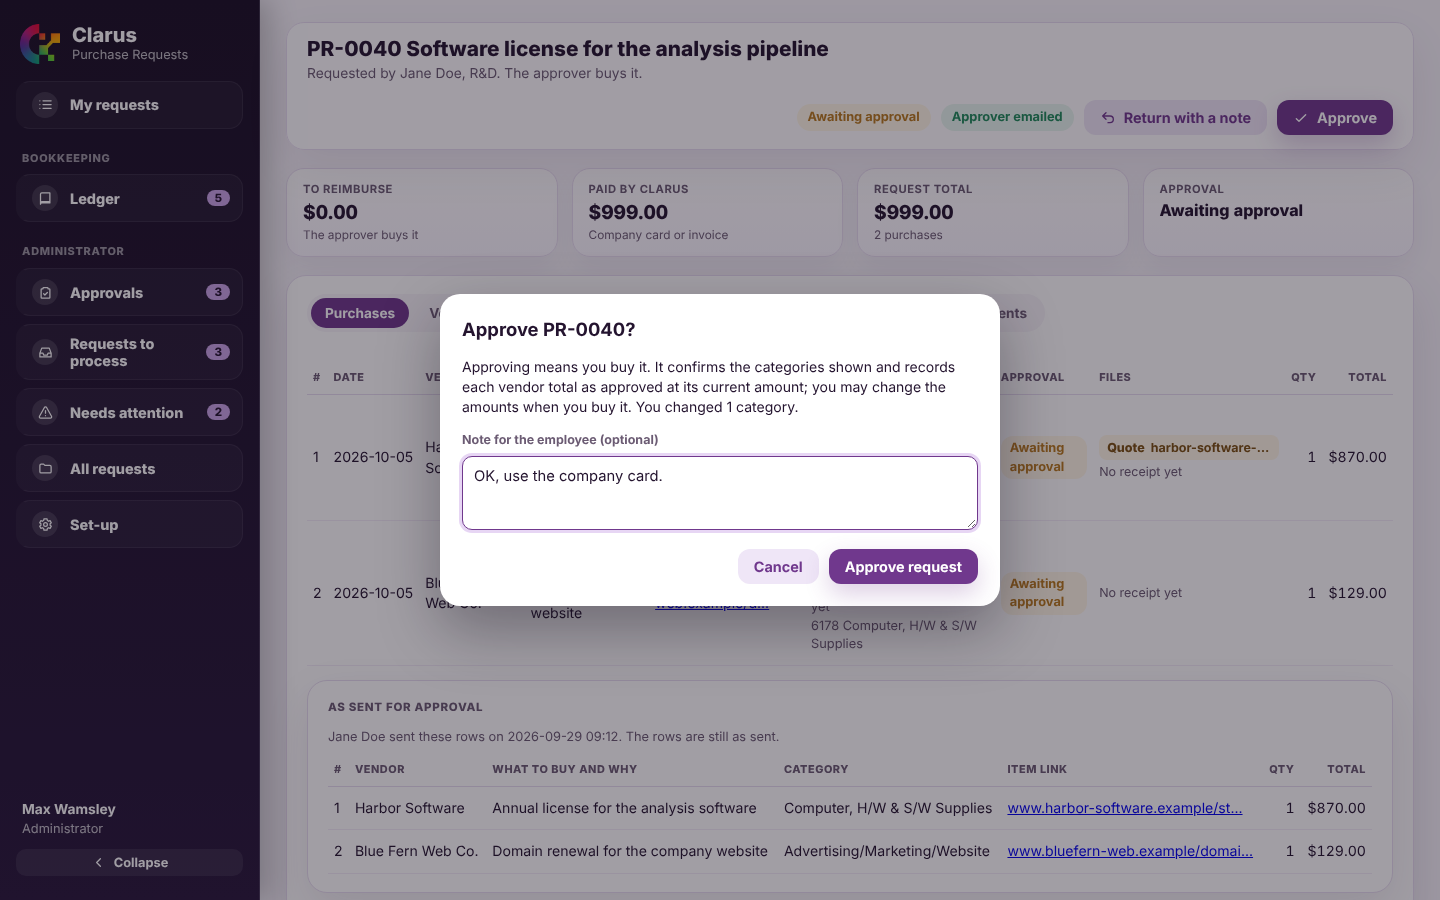 Clarus
Purchase Requests
My requests
BOOKKEEPING
Ledger 5
ADMINISTRATOR
Approvals 3
Requests to process 3
Needs attention 2
All requests
Set-up
Max Wamsley
Administrator
Collapse
PR-0040 Software license for the analysis pipeline
Requested by Jane Doe, R&D. The approver buys it.
Awaiting approval Approver emailed Return with a note Approve
TO REIMBURSE
$0.00
The approver buys it
PAID BY CLARUS
$999.00
Company card or invoice
REQUEST TOTAL
$999.00
2 purchases
APPROVAL
Awaiting approval
Purchases
# DATE APPROVAL FILES QTY TOTAL
1 2026-10-05 Awaiting approval Quote harbor-software-... No receipt yet 1 $870.00
2 2026-10-05 Web Co. website Awaiting approval No receipt yet 1 $129.00
yet
6178 Computer, H/W & S/W
Supplies
Approve PR-0040?
Approving means you buy it. It confirms the categories shown and records
each vendor total as approved at its current amount; you may change the
amounts when you buy it. You changed 1 category.
Note for the employee (optional)
OK, use the company card.
Cancel Approve request
AS SENT FOR APPROVAL
Jane Doe sent these rows on 2026-09-29 09:12. The rows are still as sent.
# VENDOR WHAT TO BUY AND WHY CATEGORY ITEM LINK QTY TOTAL
1 Harbor Software Annual license for the analysis software Computer, H/W & S/W Supplies www.harbor-software.example/st... 1 $870.00
2 Blue Fern Web Co. Domain renewal for the company website Advertising/Marketing/Website www.bluefern-web.example/domai... 1 $129.00